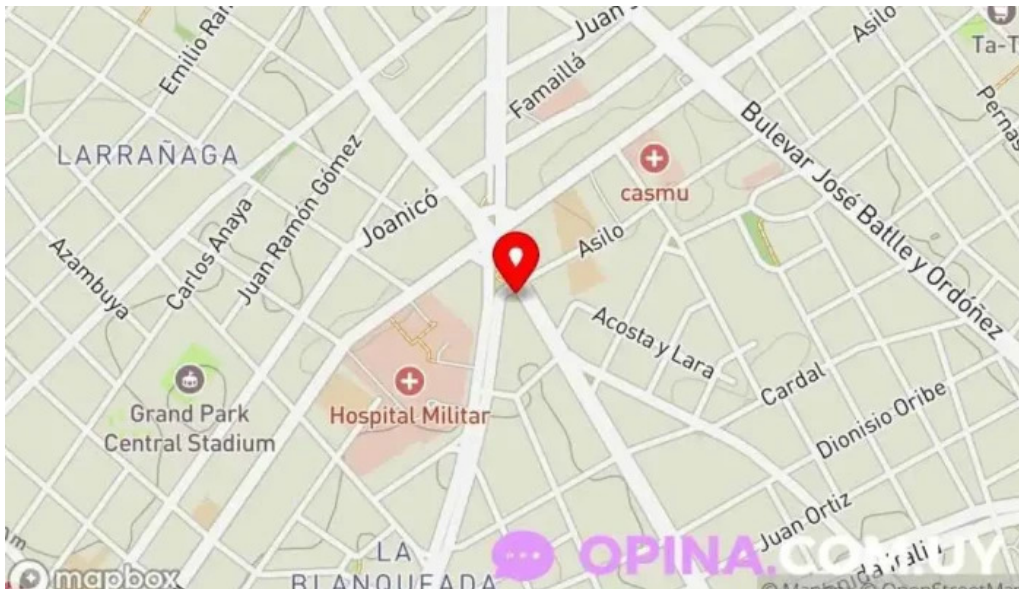 Juan
Asilo
Ta-T
Emilio Ran
Famaillá
Pernas
Bulevar José Batlle y Ordóñez
LARRAÑAGA
casmu
Juan Ramón Gómez
Joanicó
Carlos Anaya
Azambuya
Asilo
Acosta y Lara
Cardal
Grand Park
Central Stadium
Hospital Militar
Dionisio Oribe
Juan Ortiz
LA
BLANQUEADA
OPINA.COM.UY
mapbox